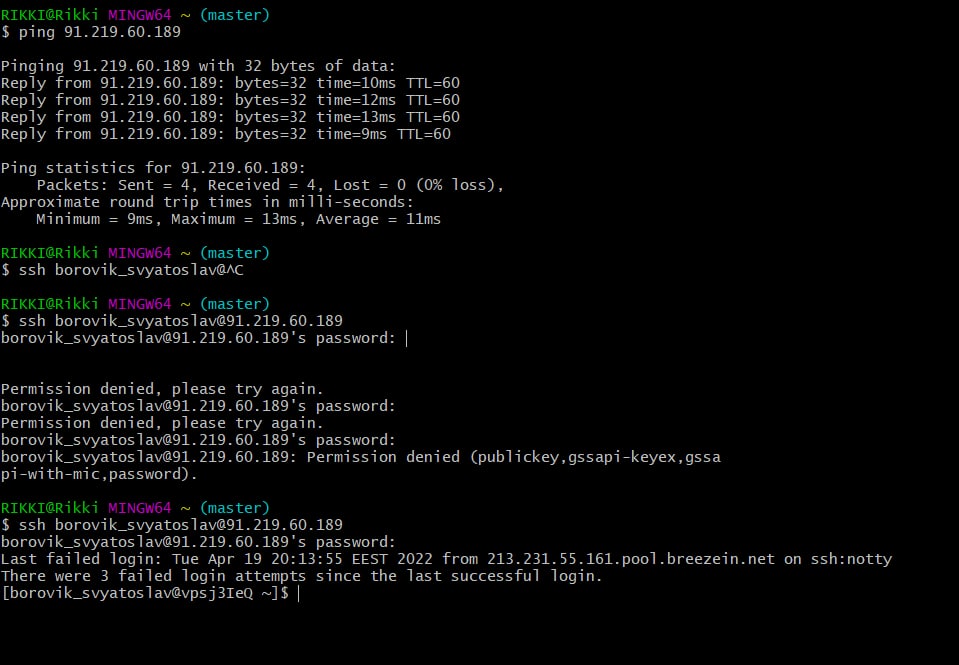 RIKKI@Rikki MINGW64 ~ (master)
$ ping 91.219.60.189
Pinging 91.219.60.189 with 32 bytes of data:
Reply from 91.219.60.189: bytes=32 time=10ms TTL=60
Reply from 91.219.60.189: bytes=32 time=12ms TTL=60
Reply from 91.219.60.189: bytes=32 time=13ms TTL=60
Reply from 91.219.60.189: bytes=32 time=9ms TTL=60
Ping statistics for 91.219.60.189:
    Packets: Sent = 4, Received = 4, Lost = 0 (0% loss),
Approximate round trip times in milli-seconds:
    Minimum = 9ms, Maximum = 13ms, Average = 11ms
RIKKI@Rikki MINGW64 ~ (master)
$ ssh borovik_svyatoslav@^C
RIKKI@Rikki MINGW64 ~ (master)
$ ssh borovik_svyatoslav@91.219.60.189
borovik_svyatoslav@91.219.60.189's password:
Permission denied, please try again.
borovik_svyatoslav@91.219.60.189's password:
Permission denied, please try again.
borovik_svyatoslav@91.219.60.189's password:
borovik_svyatoslav@91.219.60.189: Permission denied (publickey,gssapi-keyex,gssa
pi-with-mic,password).
RIKKI@Rikki MINGW64 ~ (master)
$ ssh borovik_svyatoslav@91.219.60.189
borovik_svyatoslav@91.219.60.189's password:
Last failed login: Tue Apr 19 20:13:55 EEST 2022 from 213.231.55.161.pool.breezein.net on ssh:notty
There were 3 failed login attempts since the last successful login.
[borovik_svyatoslav@vpsj3IeQ ~]$